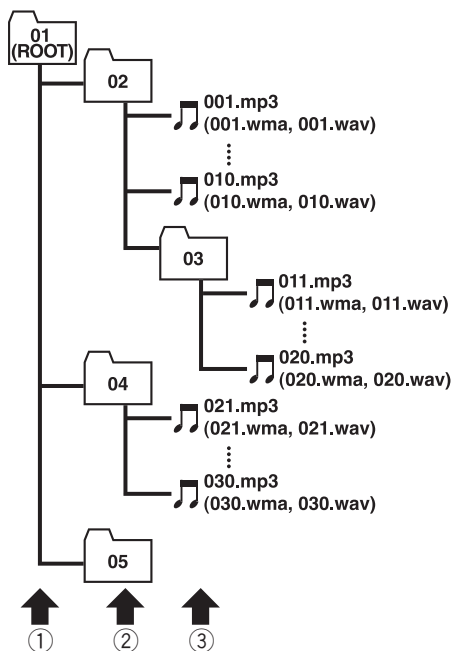 01
(ROOT)
02
001.mp3
(001.wma, 001.wav)
010.mp3
(010.wma, 010.wav)
03
011.mp3
(011.wma, 011.wav)
020.mp3
(020.wma, 020.wav)
04
021.mp3
(021.wma, 021.wav)
030.mp3
(030.wma, 030.wav)
05
① ② ③